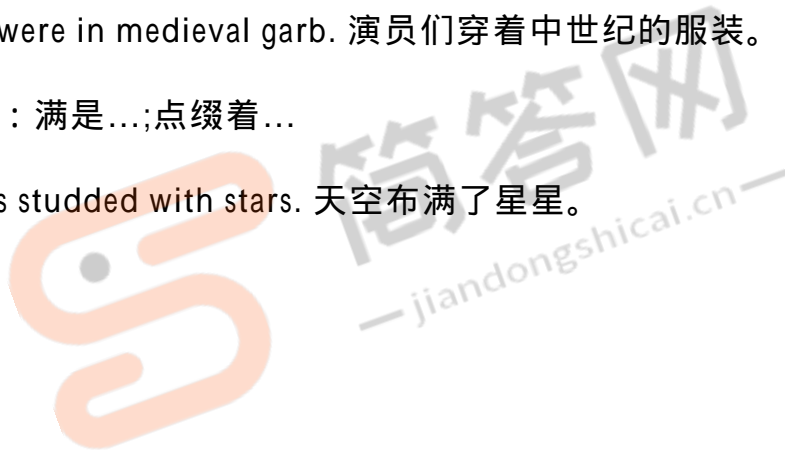 were in medieval garb. 演员们穿着中世纪的服装。
：满是…;点缀着…
s studded with stars. 天空布满了星星。
简答网
jiandongshicai.cn